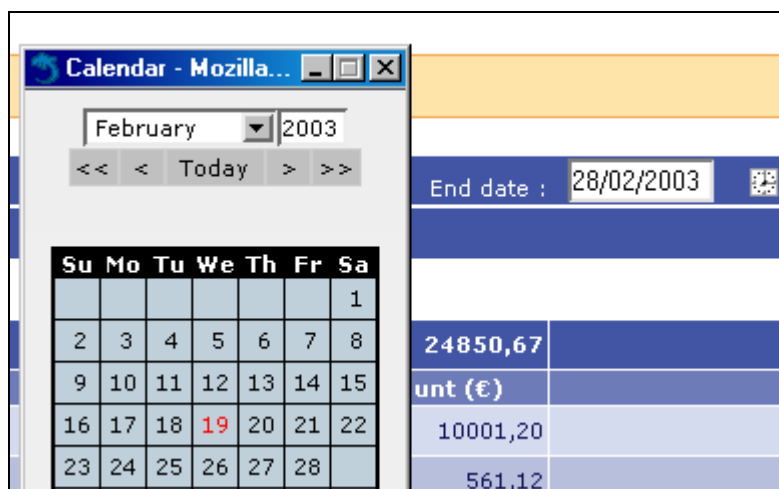 Calendar - Mozilla...
February 2003
<< < Today > >>
End date : 28/02/2003
Su Mo Tu We Th Fr Sa
1
2 3 4 5 6 7 8
24850,67
9 10 11 12 13 14 15
unt (€)
16 17 18 19 20 21 22
10001,20
23 24 25 26 27 28
561,12